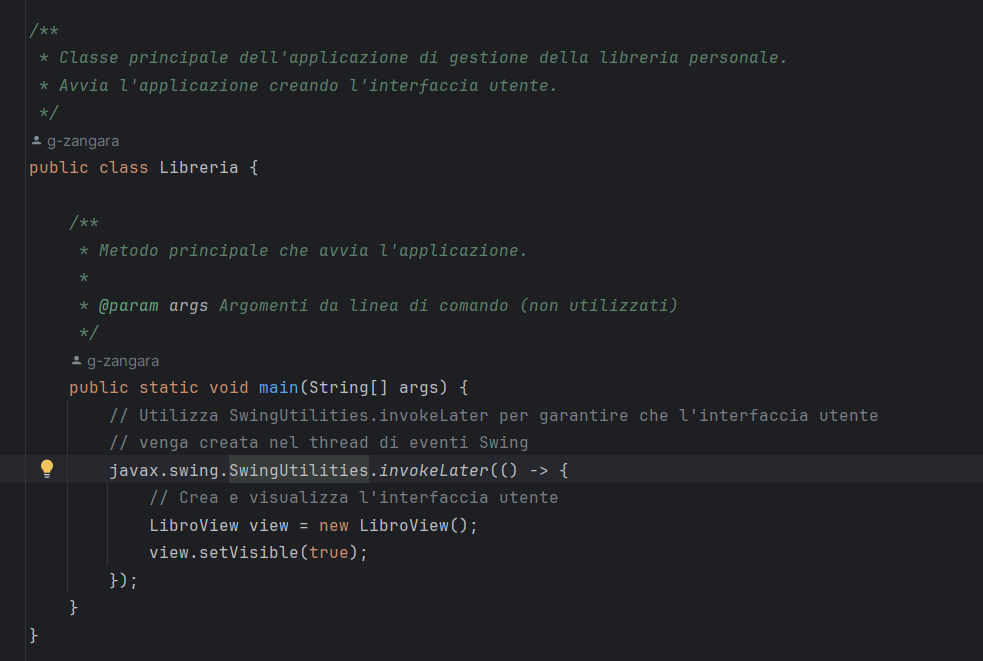 /**
 * Classe principale dell'applicazione di gestione della libreria personale.
 * Avvia l'applicazione creando l'interfaccia utente.
 */
g-zangara
public class Libreria {
    /**
     * Metodo principale che avvia l'applicazione.
     *
     * @param args Argomenti da linea di comando (non utilizzati)
     */
g-zangara
    public static void main(String[] args) {
        // Utilizza SwingUtilities.invokeLater per garantire che l'interfaccia utente
        // venga creata nel thread di eventi Swing
        javax.swing.SwingUtilities.invokeLater(() -> {
            // Crea e visualizza l'interfaccia utente
            LibroView view = new LibroView();
            view.setVisible(true);
        });
    }
}